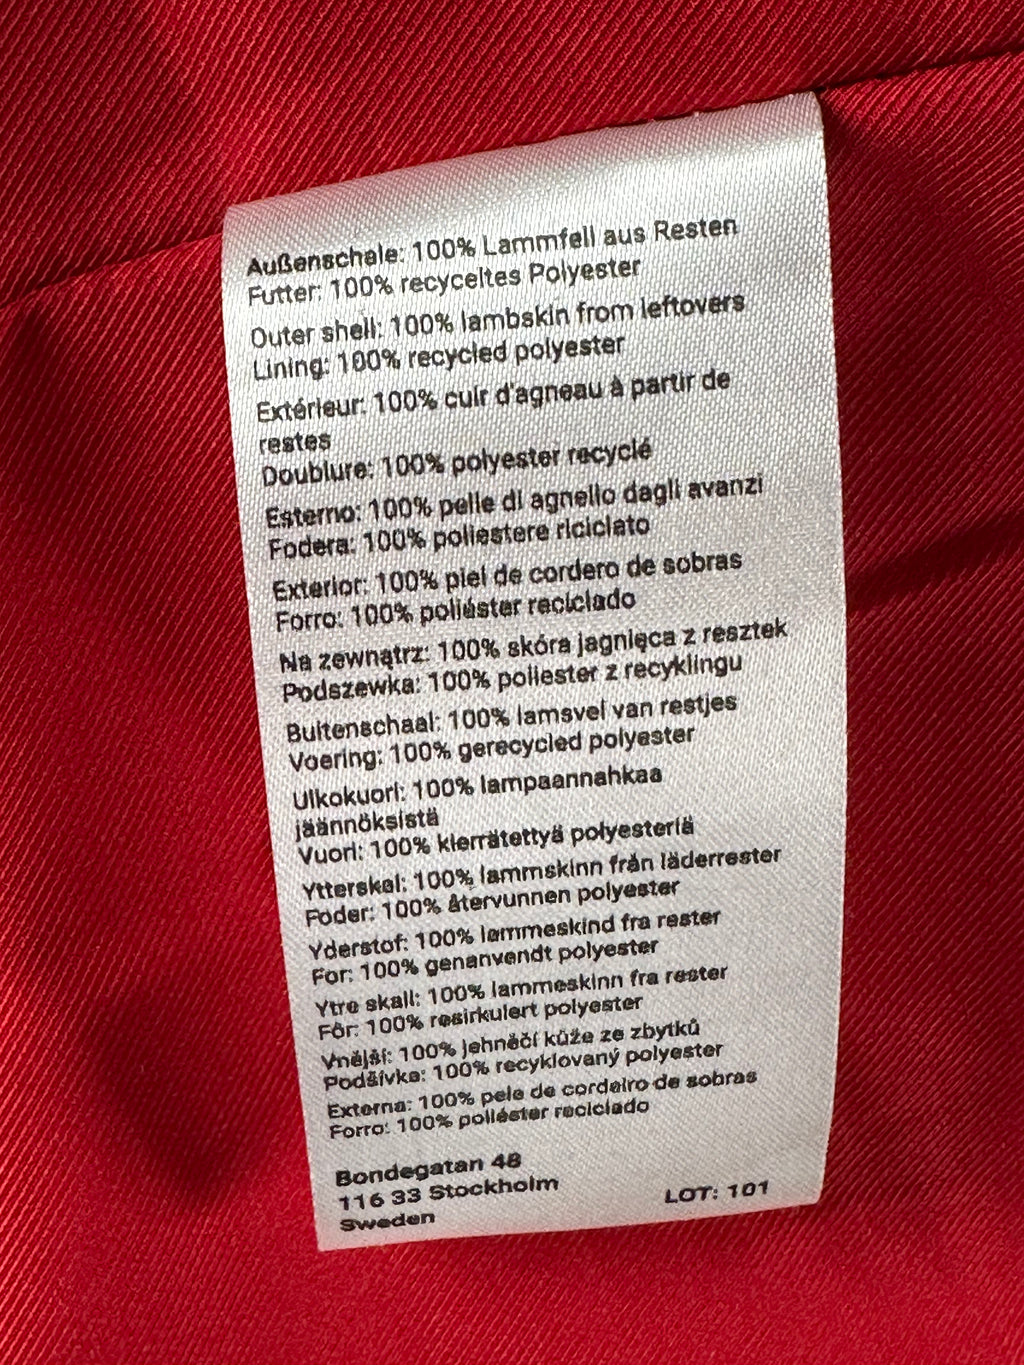 Außenschale: 100% Lammfell aus Resten
Futter: 100% recyceltes Polyester
Outer shell: 100% lambskin from leftovers
Lining: 100% recycled polyester
Extérieur: 100% cuir d'agneau à partir de
restes
Doublure: 100% polyester recyclé
Esterno: 100% pelle di agnello dagli avanzi
Fodera: 100% poliestere riciclato
Exterior: 100% piel de cordero de sobras
Forro: 100% poliéster reciclado
Na zewnątrz: 100% skóra jagnięca z resztek
Podszewka: 100% poliester z recyklingu
Buitenschaal: 100% lamsvel van restjes
Voering: 100% gerecycled polyester
Ulkokuori: 100% lampaannahkaa
jäännöksistä
Vuori: 100% kierrätettyä polyesteriä
Ytterskal: 100% lammskinn från läderrester
Foder: 100% återvunnen polyester
Yderstof: 100% lammeskind fra rester
For: 100% genanvendt polyester
Ytre skall: 100% lammeskinn fra rester
Fôr: 100% resirkulert polyester
Vnější: 100% jehněčí kůže ze zbytků
Podšívka: 100% recyklovaný polyester
Externa: 100% pele de cordeiro de sobras
Forro: 100% poliéster reciclado
Bondegatan 48
116 33 Stockholm
Sweden
LOT: 101